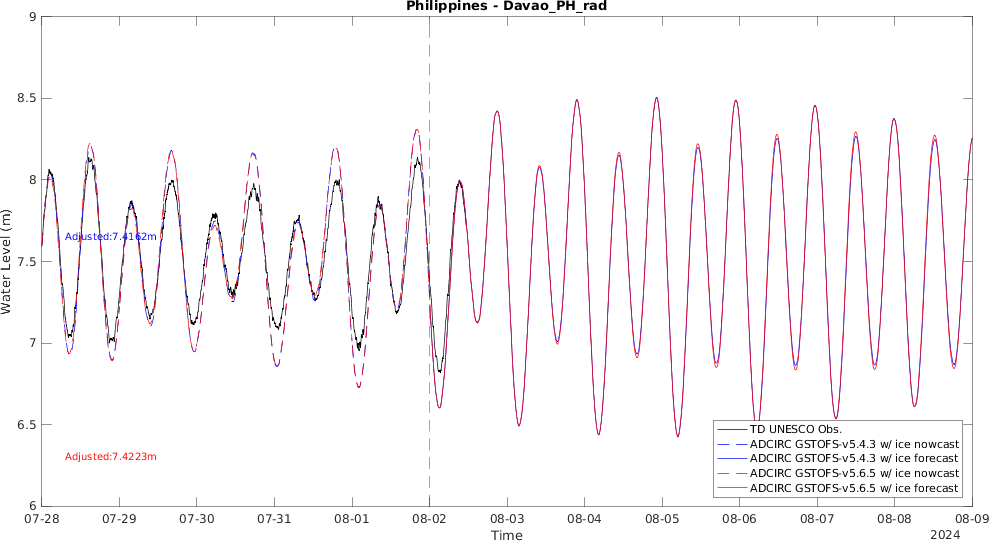 Philippines - Davao_PH_rad
9
8.5
8
7.5
7
6.5
6
Water Level (m)
Adjusted:7.4162m
Adjusted:7.4223m
TD UNESCO Obs.
ADCIRC GSTOFS-v5.4.3 w/ ice nowcast
ADCIRC GSTOFS-v5.4.3 w/ ice forecast
ADCIRC GSTOFS-v5.6.5 w/ ice nowcast
ADCIRC GSTOFS-v5.6.5 w/ ice forecast
07-28 07-29 07-30 07-31 08-01 08-02 08-03 08-04 08-05 08-06 08-07 08-08 08-09
Time
2024